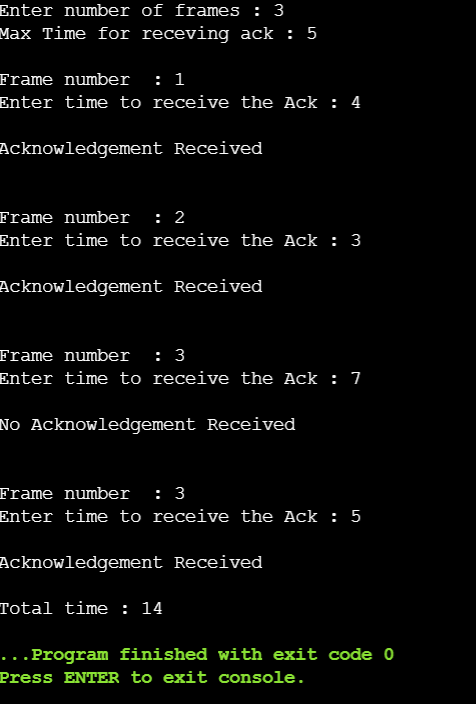 Enter number of frames : 3
Max Time for receving ack : 5
Frame number  : 1
Enter time to receive the Ack : 4
Acknowledgement Received
Frame number  : 2
Enter time to receive the Ack : 3
Acknowledgement Received
Frame number  : 3
Enter time to receive the Ack : 7
No Acknowledgement Received
Frame number  : 3
Enter time to receive the Ack : 5
Acknowledgement Received
Total time : 14
...Program finished with exit code 0
Press ENTER to exit console.